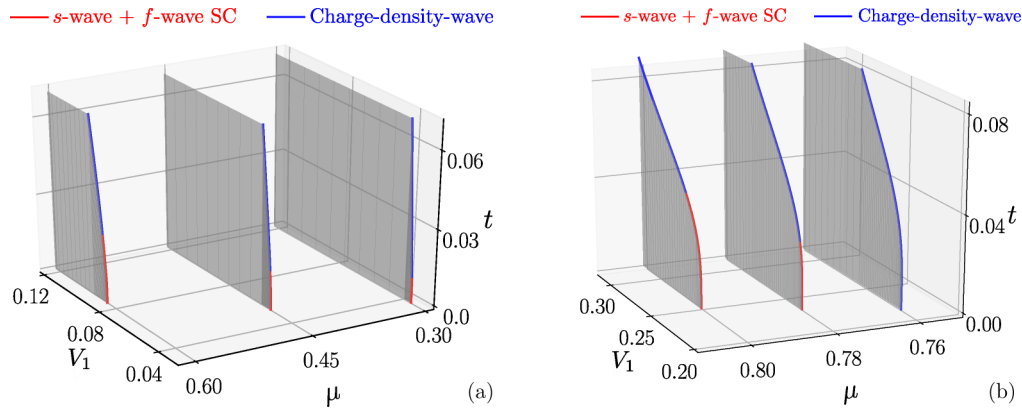 s-wave + f-wave SC
Charge-density-wave
0.06
0.03
0.0
t
0.12
0.08
0.04
V₁
0.60
0.45
0.30
μ
(a)
s-wave + f-wave SC
Charge-density-wave
0.08
0.04
0.00
t
0.30
0.25
0.20
V₁
0.80
0.78
0.76
μ
(b)